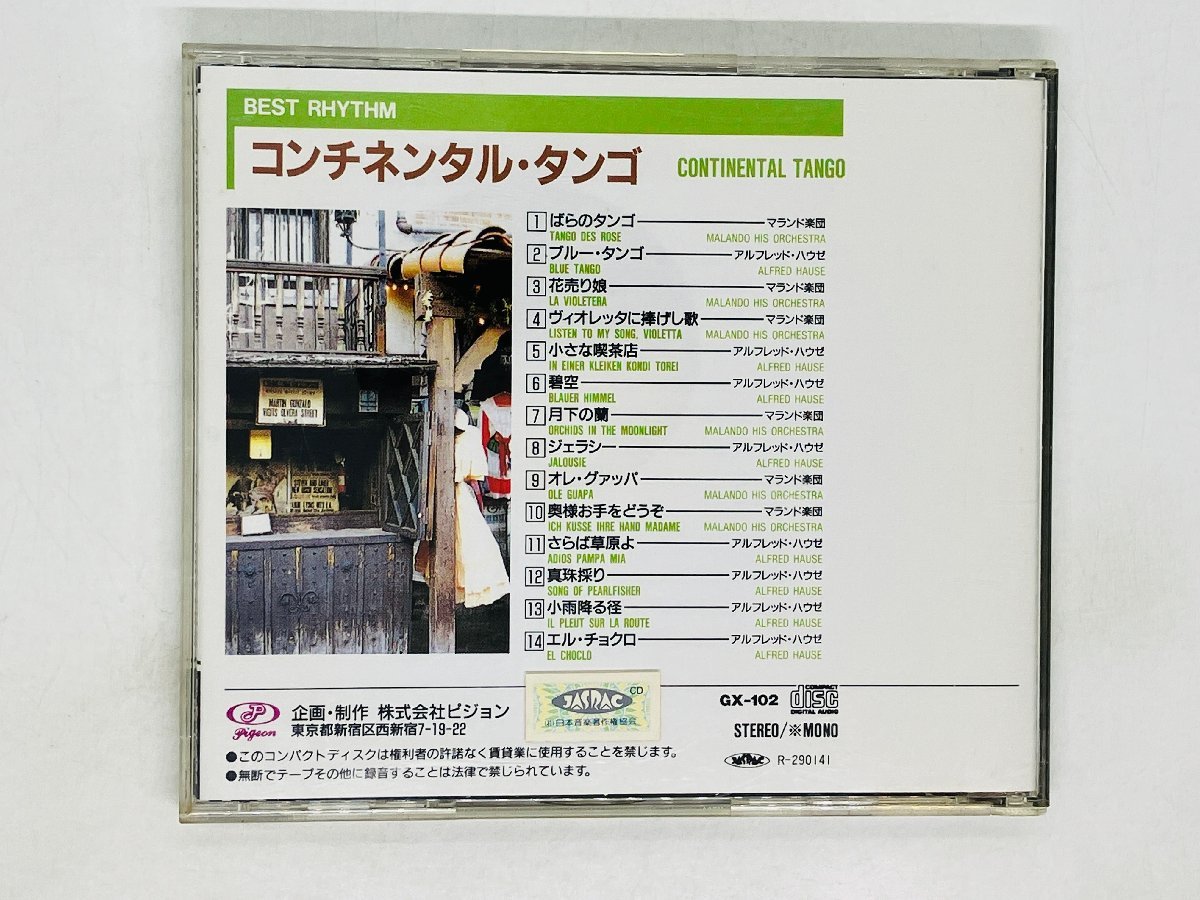 BEST RHYTHM
コンチネンタル・タンゴ CONTINENTAL TANGO
1 ばらのタンゴ マランド楽団
TANGO DES ROSE MALANDO HIS ORCHESTRA
2 ブルー・タンゴ アルフレッド・ハウゼ
BLUE TANGO ALFRED HAUSE
3 花売り娘 マランド楽団
LA VIOLETERA MALANDO HIS ORCHESTRA
4 ヴィオレッタに捧げし歌 マランド楽団
LISTEN TO MY SONG, VIOLETTA MALANDO HIS ORCHESTRA
5 小さな喫茶店 アルフレッド・ハウゼ
IN EINER KLEIKEN KONDI TOREI ALFRED HAUSE
6 碧空 アルフレッド・ハウゼ
BLAUER HIMMEL ALFRED HAUSE
7 月下の蘭 マランド楽団
ORCHIDS IN THE MOONLIGHT MALANDO HIS ORCHESTRA
8 ジェラシー アルフレッド・ハウゼ
JALOUSIE ALFRED HAUSE
9 オレ・グァッパ マランド楽団
OLE GUAPA MALANDO HIS ORCHESTRA
10 奥様お手をどうぞ マランド楽団
ICH KUSSE IHRE HAND MADAME MALANDO HIS ORCHESTRA
11 さらば草原よ アルフレッド・ハウゼ
ADIOS PAMPA MIA ALFRED HAUSE
12 真珠採り アルフレッド・ハウゼ
SONG OF PEARLFISHER ALFRED HAUSE
13 小雨降る径 アルフレッド・ハウゼ
IL PLEUT SUR LA ROUTE ALFRED HAUSE
14 エル・チョクロ アルフレッド・ハウゼ
EL CHOCLO ALFRED HAUSE
MARTIN GONZALO
VISITS OLVERA STREET
P
Pigeon
企画・制作 株式会社ピジョン
東京都新宿区西新宿7-19-22
CD
JASRAC
㈳日本音楽著作権協会
GX-102 COMPACT disc DIGITAL AUDIO
STEREO/※MONO
JASRAC R-290141
●このコンパクトディスクは権利者の許諾なく賃貸業に使用することを禁じます。
●無断でテープその他に録音することは法律で禁じられています。